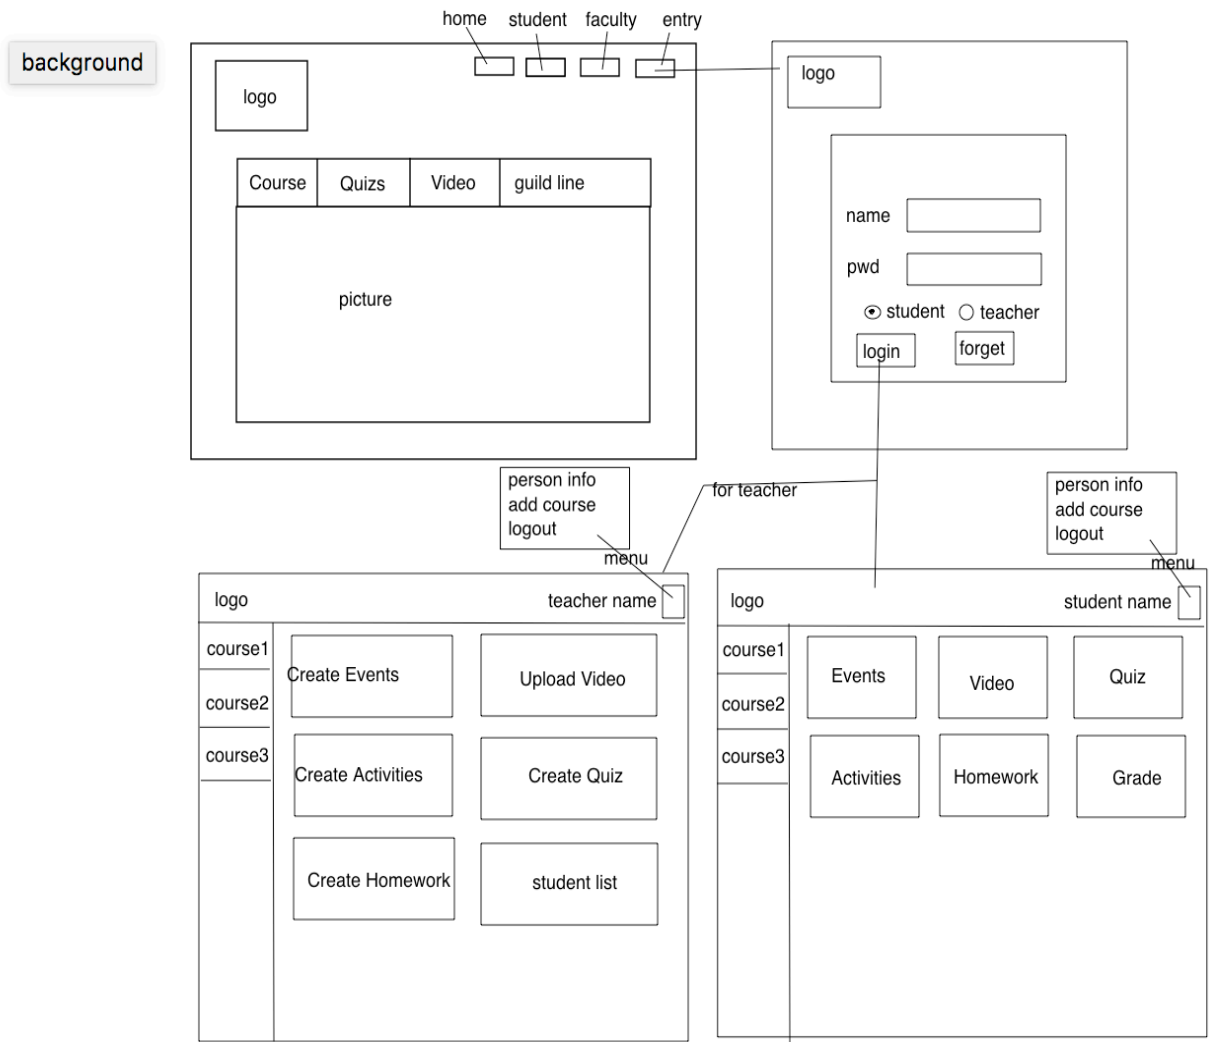 home student faculty entry
background
logo
Course Quizs Video guild line
picture
logo
name
pwd
student teacher
login forget
for teacher
person info
add course
logout
menu
logo teacher name
course1
course2
course3
Create Events Upload Video
Create Activities Create Quiz
Create Homework student list
person info
add course
logout
menu
logo student name
course1
course2
course3
Events Video Quiz
Activities Homework Grade